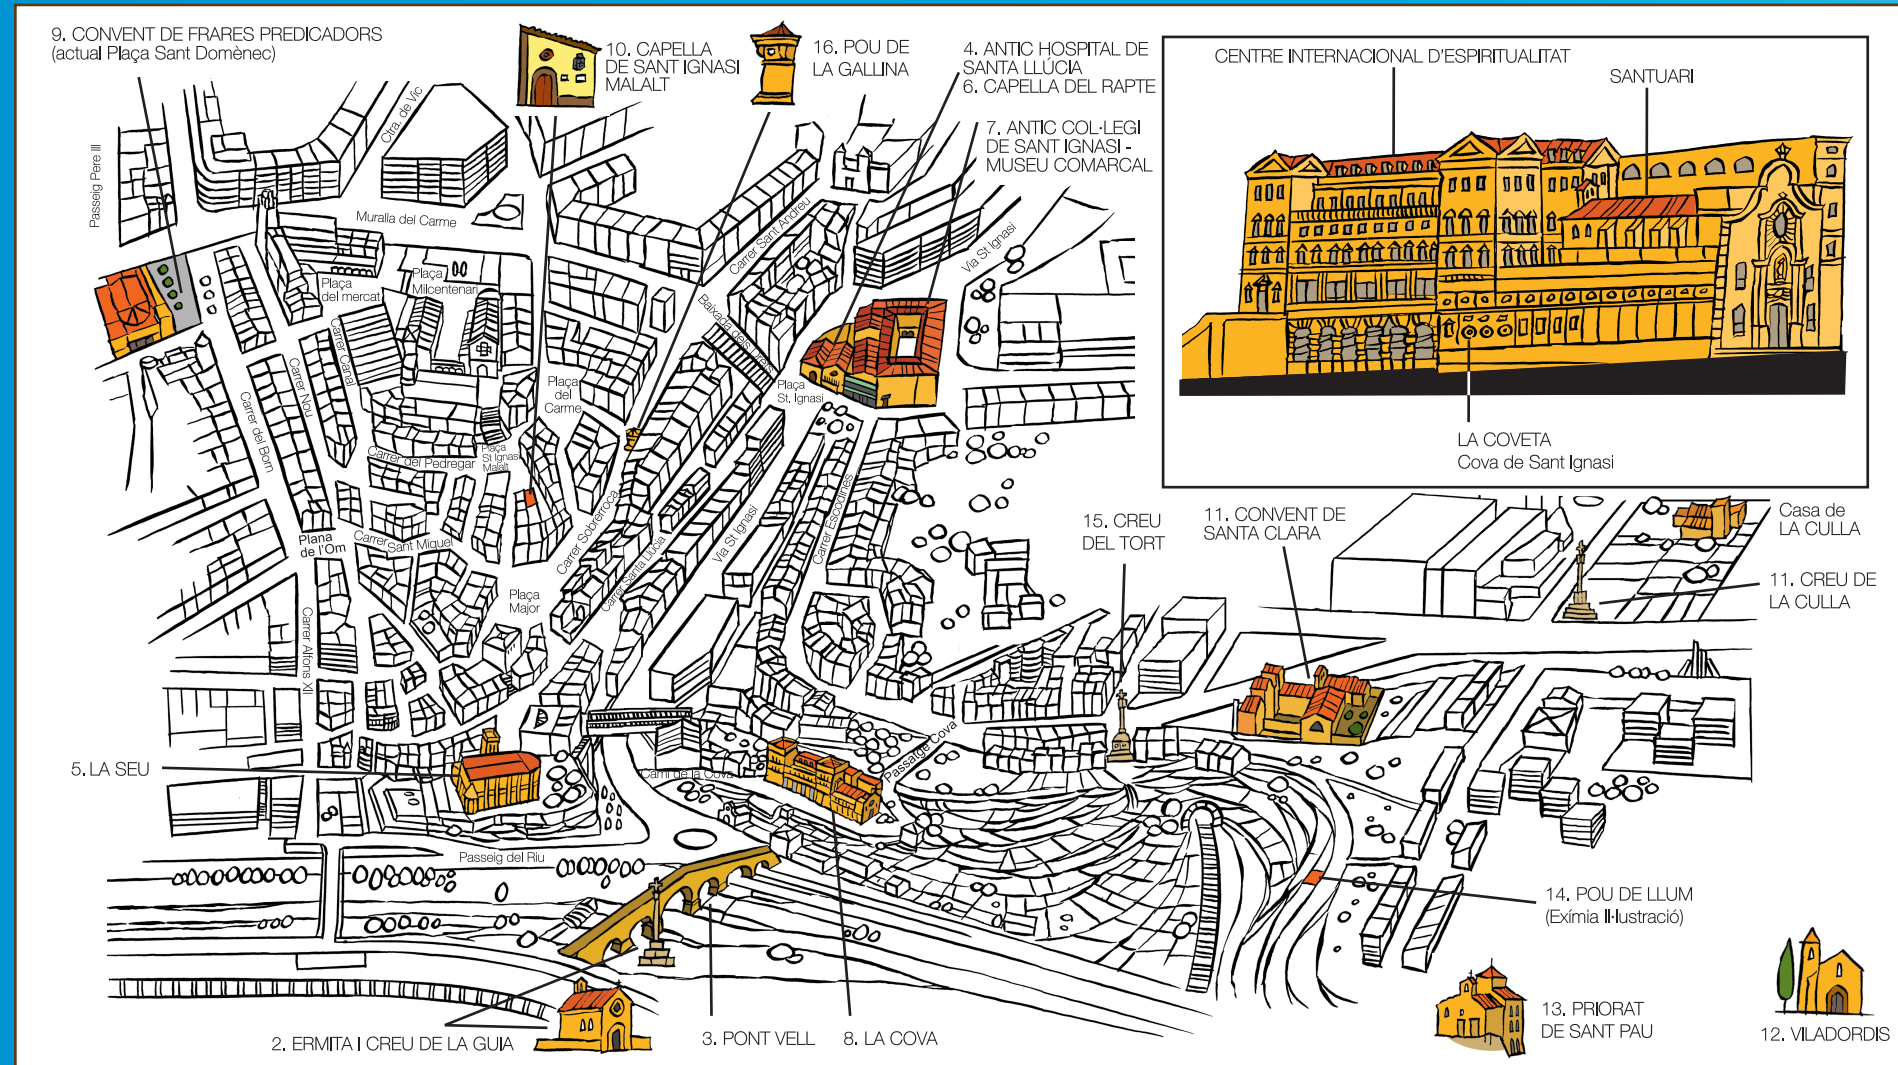 9. CONVENT DE FRARES PREDICADORS
(actual Plaça Sant Domènec)
10. CAPELLA
DE SANT IGNASI
MALALT
16. POU DE
LA GALLINA
4. ANTIC HOSPITAL DE
SANTA LLÚCIA
6. CAPELLA DEL RAPTE
7. ANTIC COL·LEGI
DE SANT IGNASI -
MUSEU COMARCAL
CENTRE INTERNACIONAL D'ESPIRITUALITAT
SANTUARI
LA COVETA
Cova de Sant Ignasi
Passeig Pere III
Ctra. de Vic
Muralla del Carme
Carrer Sant Andreu
Via St Ignasi
Plaça
Milcentenari
Plaça
del mercat
Baixada dels Jueus
Carrer Canal
Carrer Nou
Carrer del Born
Plaça
del
Carme
Plaça
St. Ignasi
Carrer del Pedregar
Plaça
St Ignasi
Malalt
Plana
de l'Om
Carrer Sant Miquel
Carrer Sobrerroca
Carrer Santa Llúcia
Via St Ignasi
Carrer Escodines
Plaça
Major
Carrer Alfons XII
15. CREU
DEL TORT
11. CONVENT DE
SANTA CLARA
Casa de
LA CULLA
11. CREU DE
LA CULLA
5. LA SEU
Camí de la Cova
Passatge Cova
Passeig del Riu
14. POU DE LLUM
(Exímia Il·lustració)
2. ERMITA I CREU DE LA GUIA
3. PONT VELL
8. LA COVA
13. PRIORAT
DE SANT PAU
12. VILADORDIS